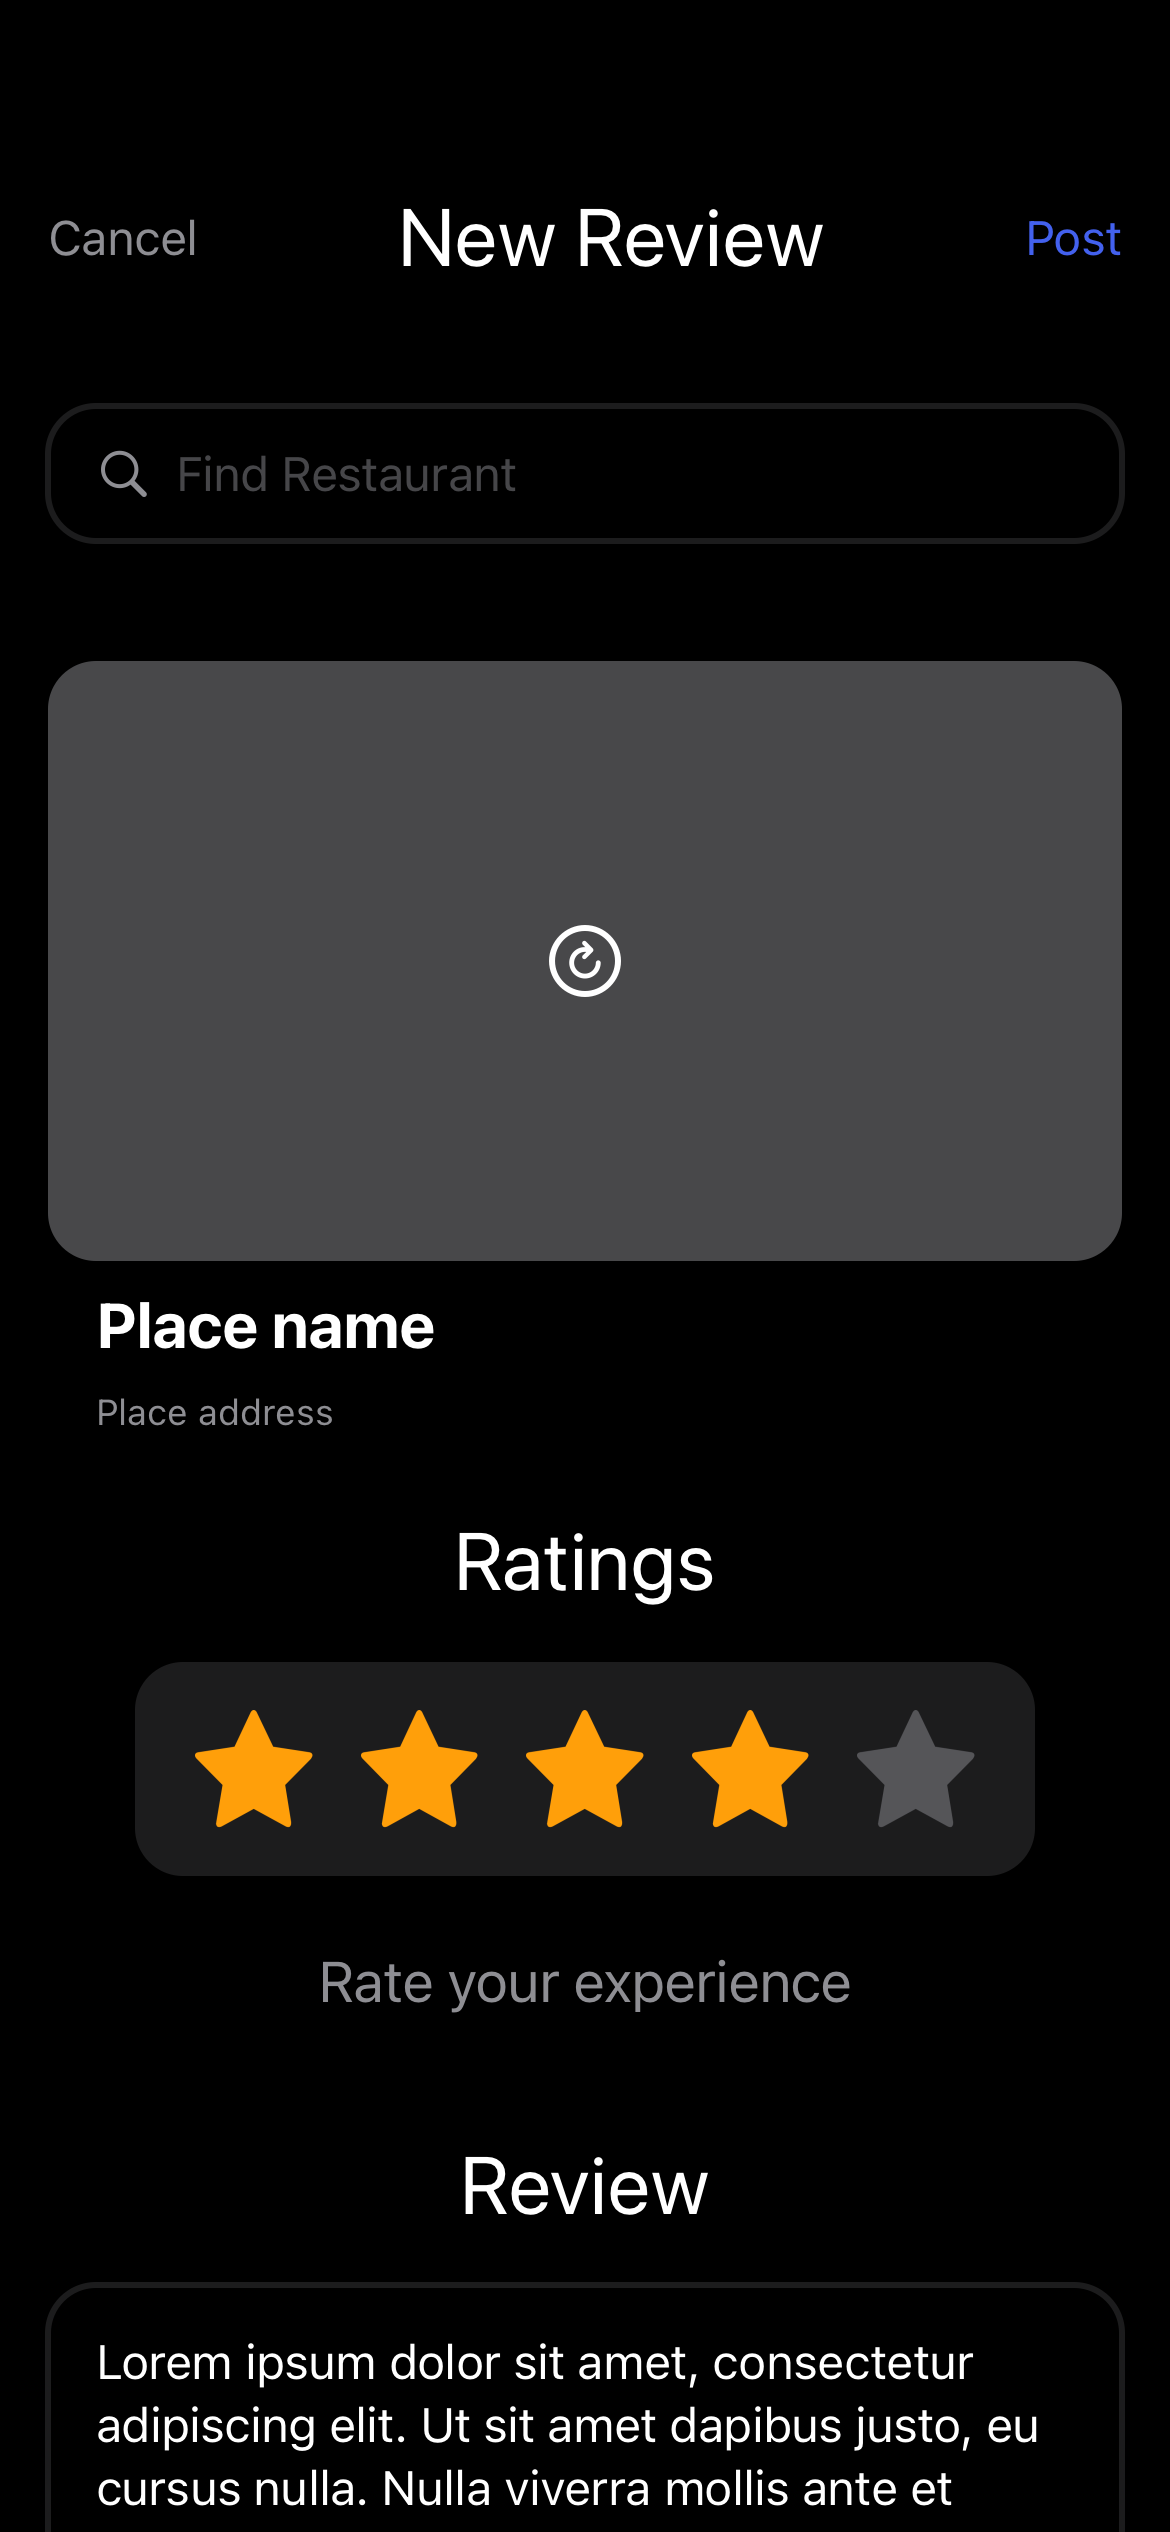 Cancel
New Review
Post
Find Restaurant
Place name
Place address
Ratings
Rate your experience
Review
Lorem ipsum dolor sit amet, consectetur
adipiscing elit. Ut sit amet dapibus justo, eu
cursus nulla. Nulla viverra mollis ante et